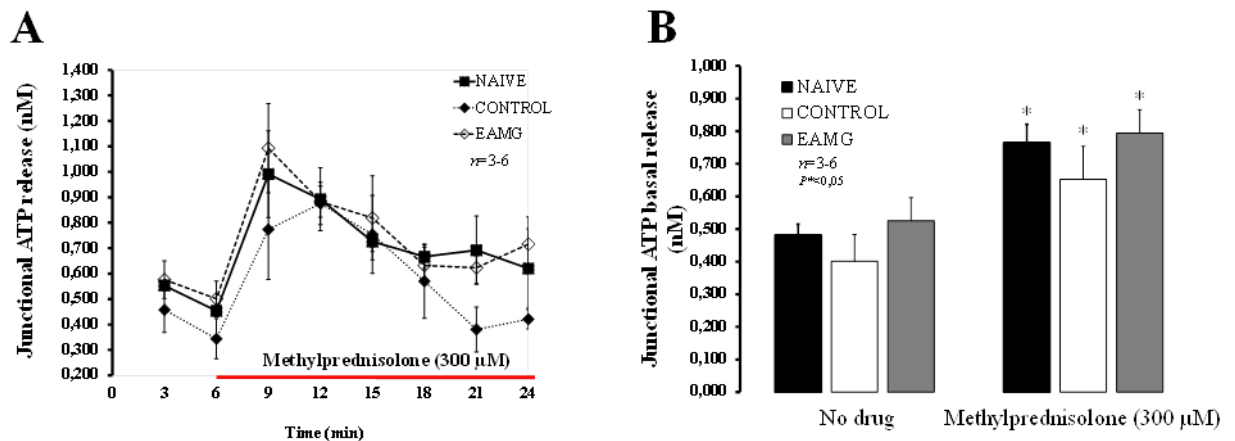 A
Junctional ATP release (nM)
1,400
1,300
1,200
1,100
1,000
0,900
0,800
0,700
0,600
0,500
0,400
0,300
0,200
NAIVE
CONTROL
EAMG
n=3-6
Methylprednisolone (300 µM)
0
3
6
9
12
15
18
21
24
Time (min)
B
Junctional ATP basal release
(nM)
1,000
0,900
0,800
0,700
0,600
0,500
0,400
0,300
0,200
0,100
0,000
NAIVE
CONTROL
EAMG
n=3-6
P*<0,05
*
*
*
No drug
Methylprednisolone (300 µM)